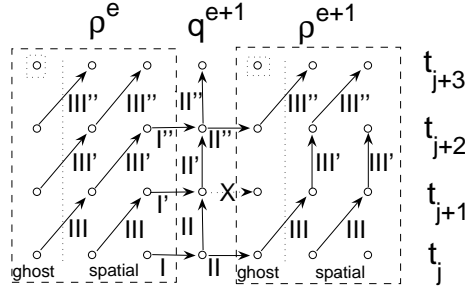 ρ^e q^{e+1} ρ^{e+1}
t_{j+3}
III'' III'' II'' III'' III''
I'' II'' t_{j+2}
III' III' II' III' III'
I' X t_{j+1}
III III II III III
ghost spatial I II ghost spatial t_j